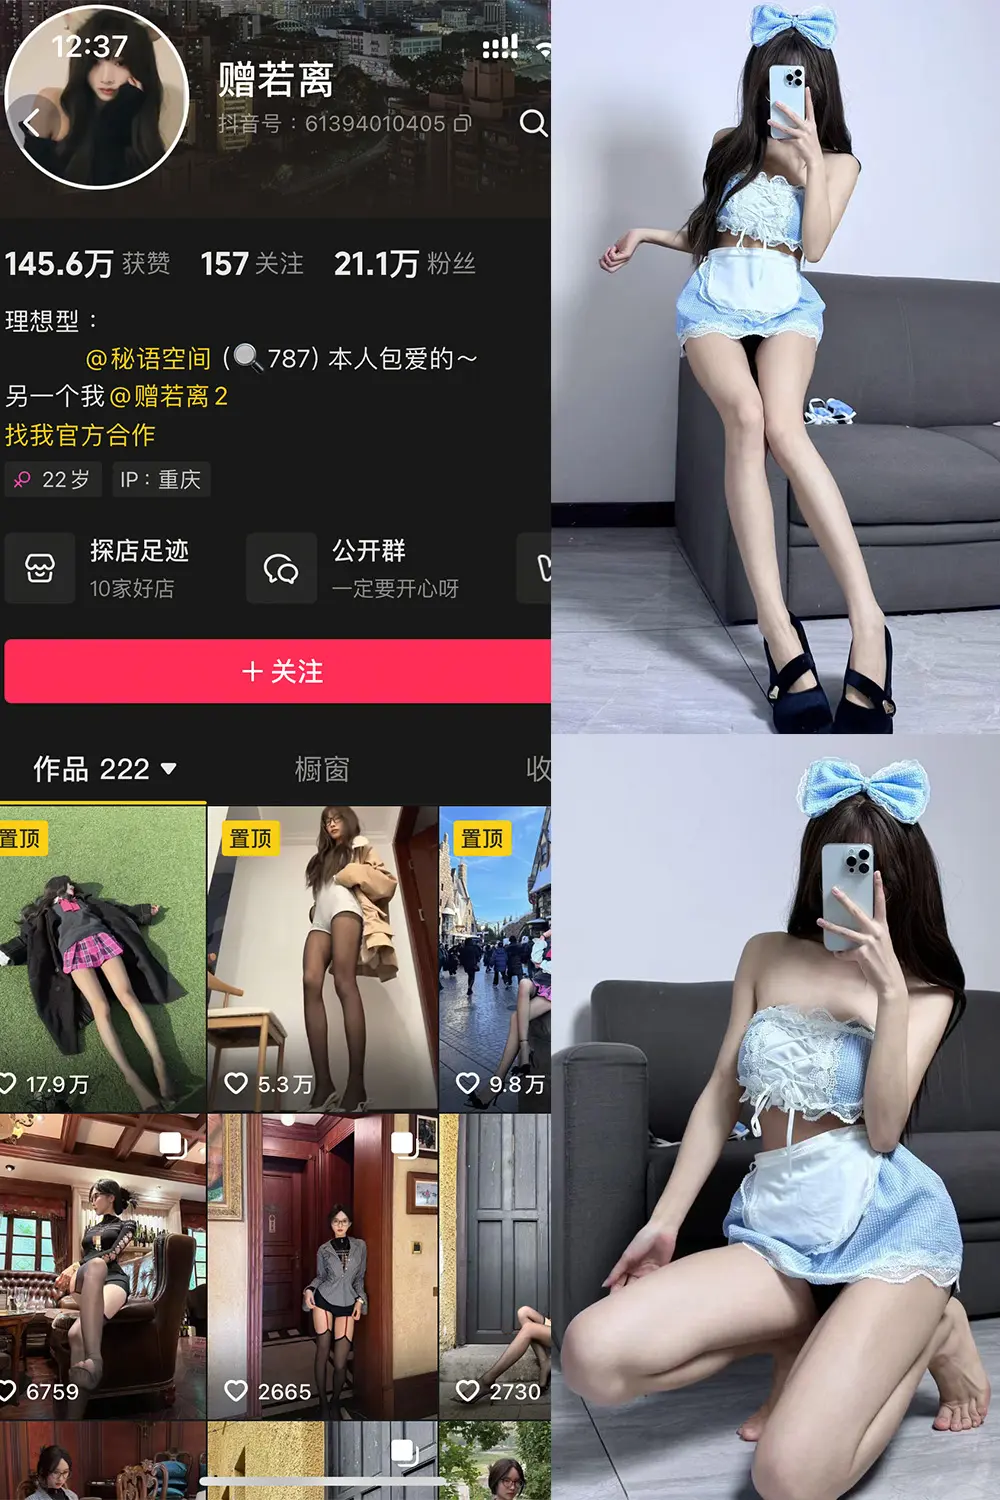 12:37
赠若离
抖音号：61394010405
145.6万 获赞 157 关注 21.1万 粉丝
理想型：
@秘语空间 (🔍787) 本人包爱的～
另一个我 @赠若离2
找我官方合作
22岁 IP：重庆
探店足迹
10家好店
公开群
一定要开心呀
+ 关注
作品 222 橱窗 收
置顶 置顶 置顶
17.9万 5.3万 9.8万
6759 2665 2730